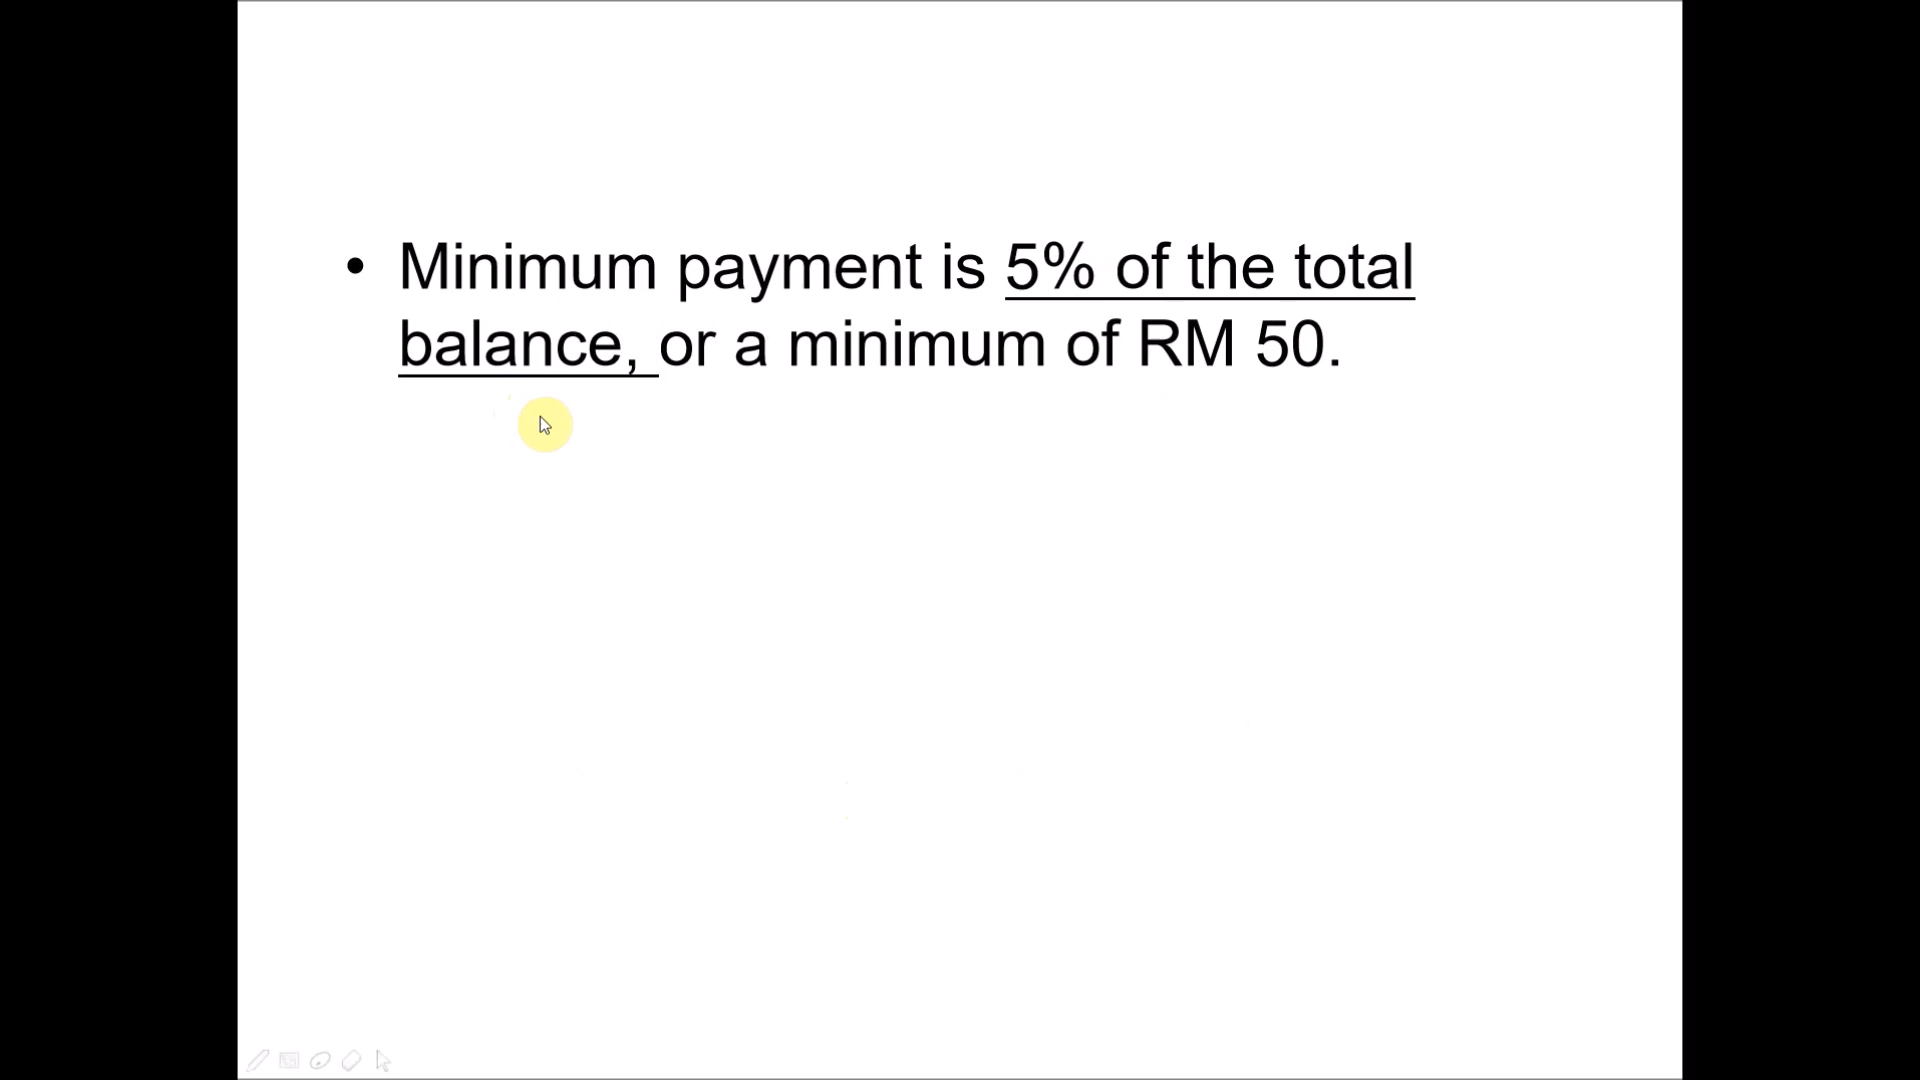 • Minimum payment is 5% of the total
balance, or a minimum of RM 50.